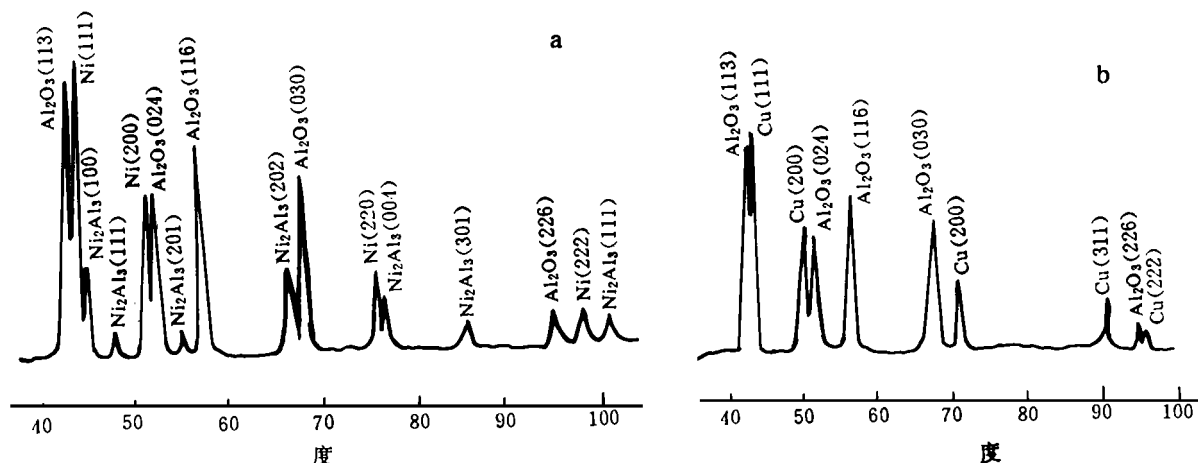 a
Al₂O₃(113)
Ni(111)
Ni₂Al₃(100)
Ni₂Al₃(111)
Ni(200)
Al₂O₃(024)
Ni₂Al₃(201)
Al₂O₃(116)
Ni₂Al₃(202)
Al₂O₃(030)
Ni(220)
Ni₂Al₃(004)
Ni₂Al₃(301)
Al₂O₃(226)
Ni(222)
Ni₂Al₃(111)
40 50 60 70 80 90 100
度
b
Al₂O₃(113)
Cu(111)
Cu(200)
Al₂O₃(024)
Al₂O₃(116)
Al₂O₃(030)
Cu(200)
Cu(311)
Al₂O₃(226)
Cu(222)
40 50 60 70 80 90 100
度